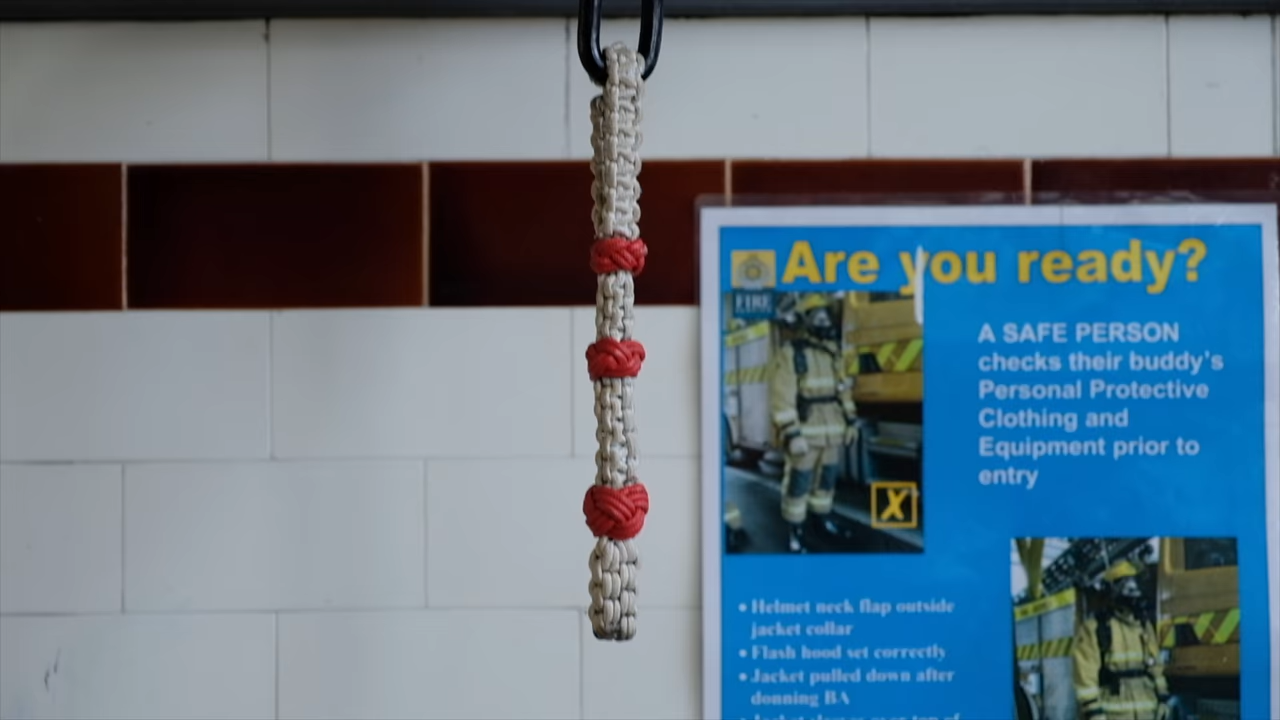 Are you ready?
FIRE
A SAFE PERSON
checks their buddy's
Personal Protective
Clothing and
Equipment prior to
entry
X
• Helmet neck flap outside
jacket collar
• Flash hood set correctly
• Jacket pulled down after
donning BA